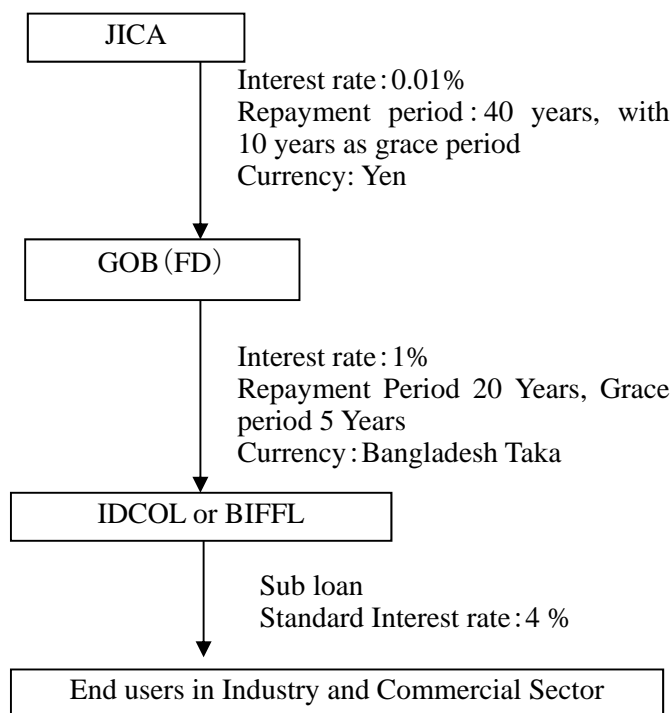 JICA
Interest rate：0.01%
Repayment period：40 years, with
10 years as grace period
Currency: Yen
GOB（FD）
Interest rate：1%
Repayment Period 20 Years, Grace
period 5 Years
Currency：Bangladesh Taka
IDCOL or BIFFL
Sub loan
Standard Interest rate：4 %
End users in Industry and Commercial Sector